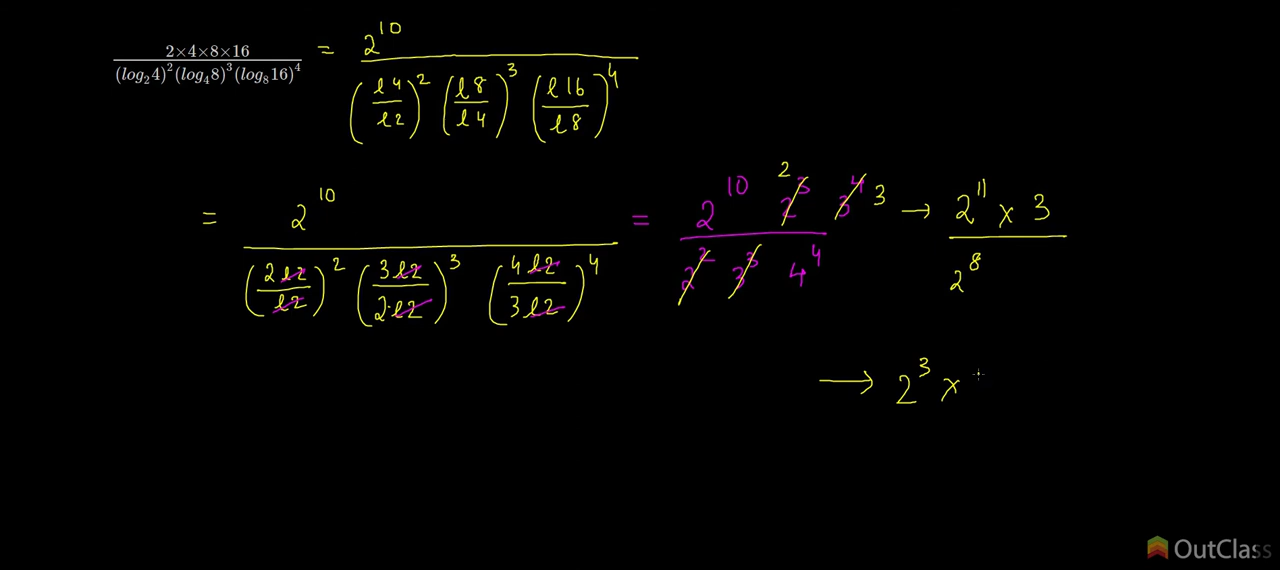 2×4×8×16 / (log₂4)²(log₄8)³(log₈16)⁴ = 2¹⁰ / (l4/l2)² (l8/l4)³ (l16/l8)⁴
= 2¹⁰ / (2l2/l2)² (3l2/2l2)³ (4l2/3l2)⁴ = 2¹⁰ 2³ 2 3⁴ 3 / 2² 3³ 4⁴ → 2¹¹ x 3 / 2⁸
→ 2³ x
OutClass